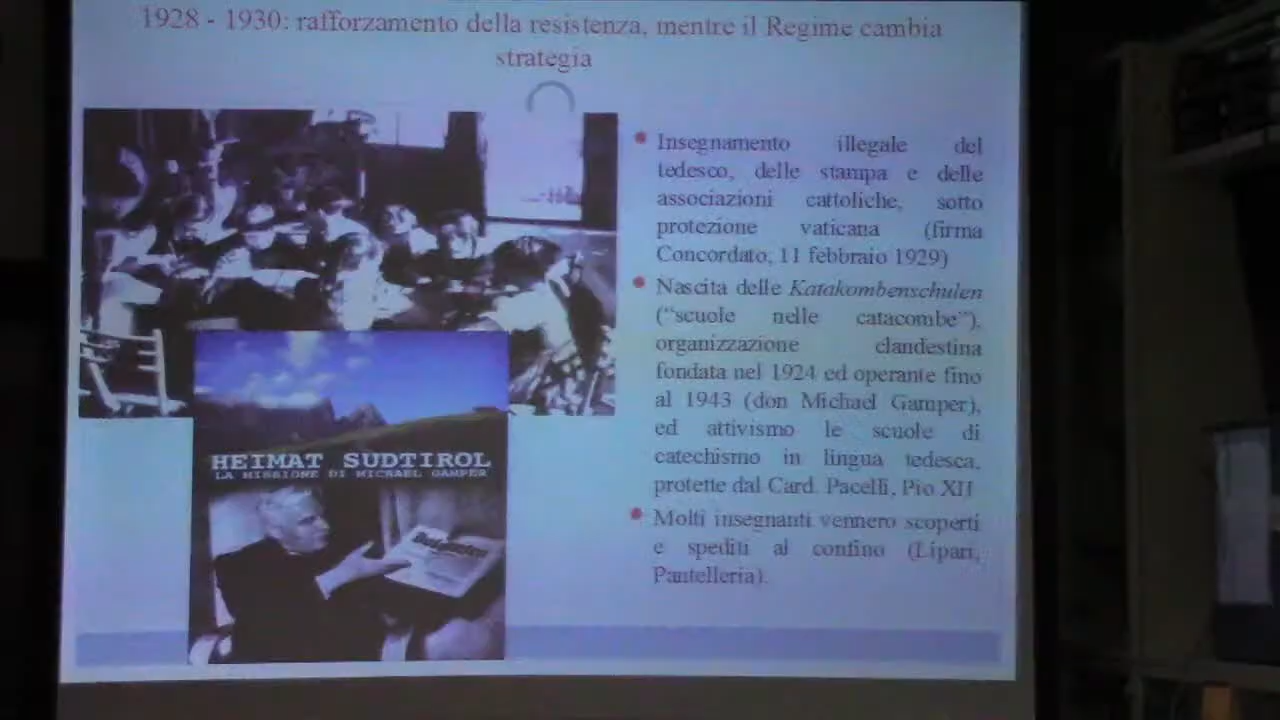 1928 - 1930: rafforzamento della resistenza, mentre il Regime cambia
strategia
Insegnamento illegale del
tedesco, delle stampa e delle
associazioni cattoliche, sotto
protezione vaticana (firma
Concordato, 11 febbraio 1929)
Nascita delle Katakombenschulen
("scuole nelle catacombe"),
organizzazione clandestina
fondata nel 1924 ed operante fino
al 1943 (don Michael Gamper),
ed attivismo le scuole di
catechismo in lingua tedesca,
protette dal Card. Pacelli, Pio XII
Molti insegnanti vennero scoperti
e spediti al confino (Lipari,
Pantelleria).
HEIMAT SUDTIROL
LA MISSIONE DI MICHAEL GAMPER